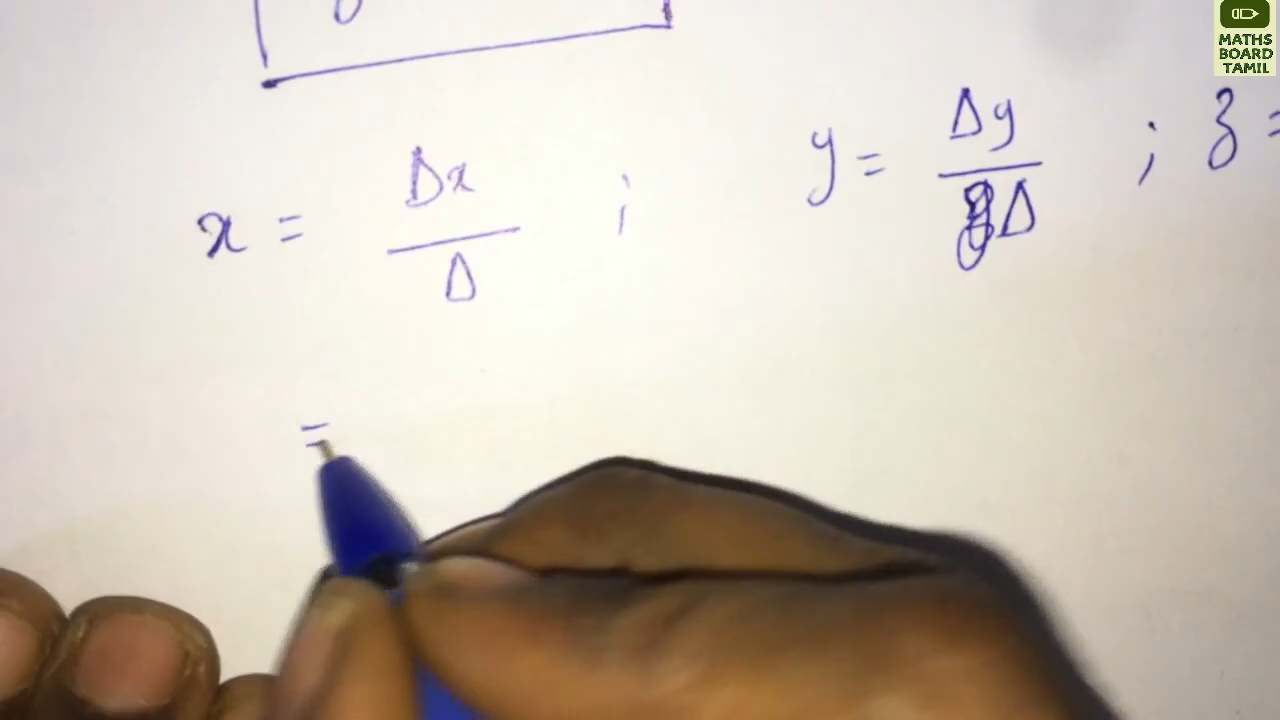 MATHS
BOARD
TAMIL
x = Δx / Δ ; y = Δy / Δ ; z =
=